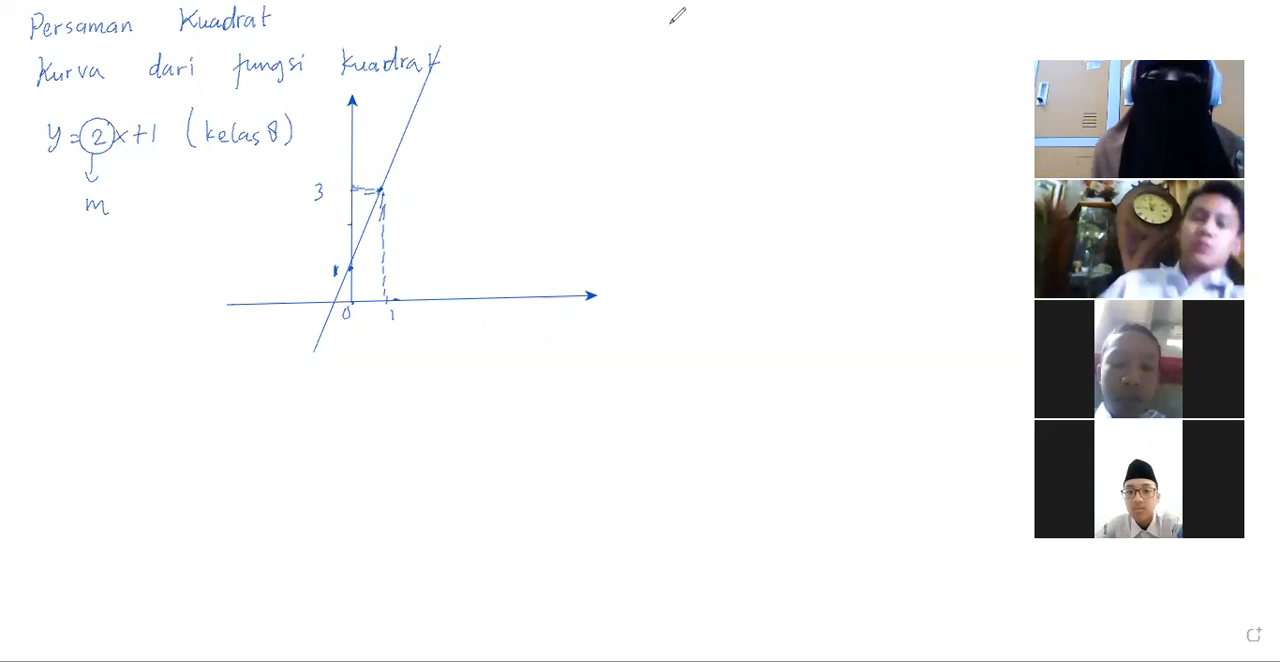 Persaman Kuadrat
Kurva dari fungsi Kuadrat
y=2x+1 (kelas 8)
m
3
1
0 1